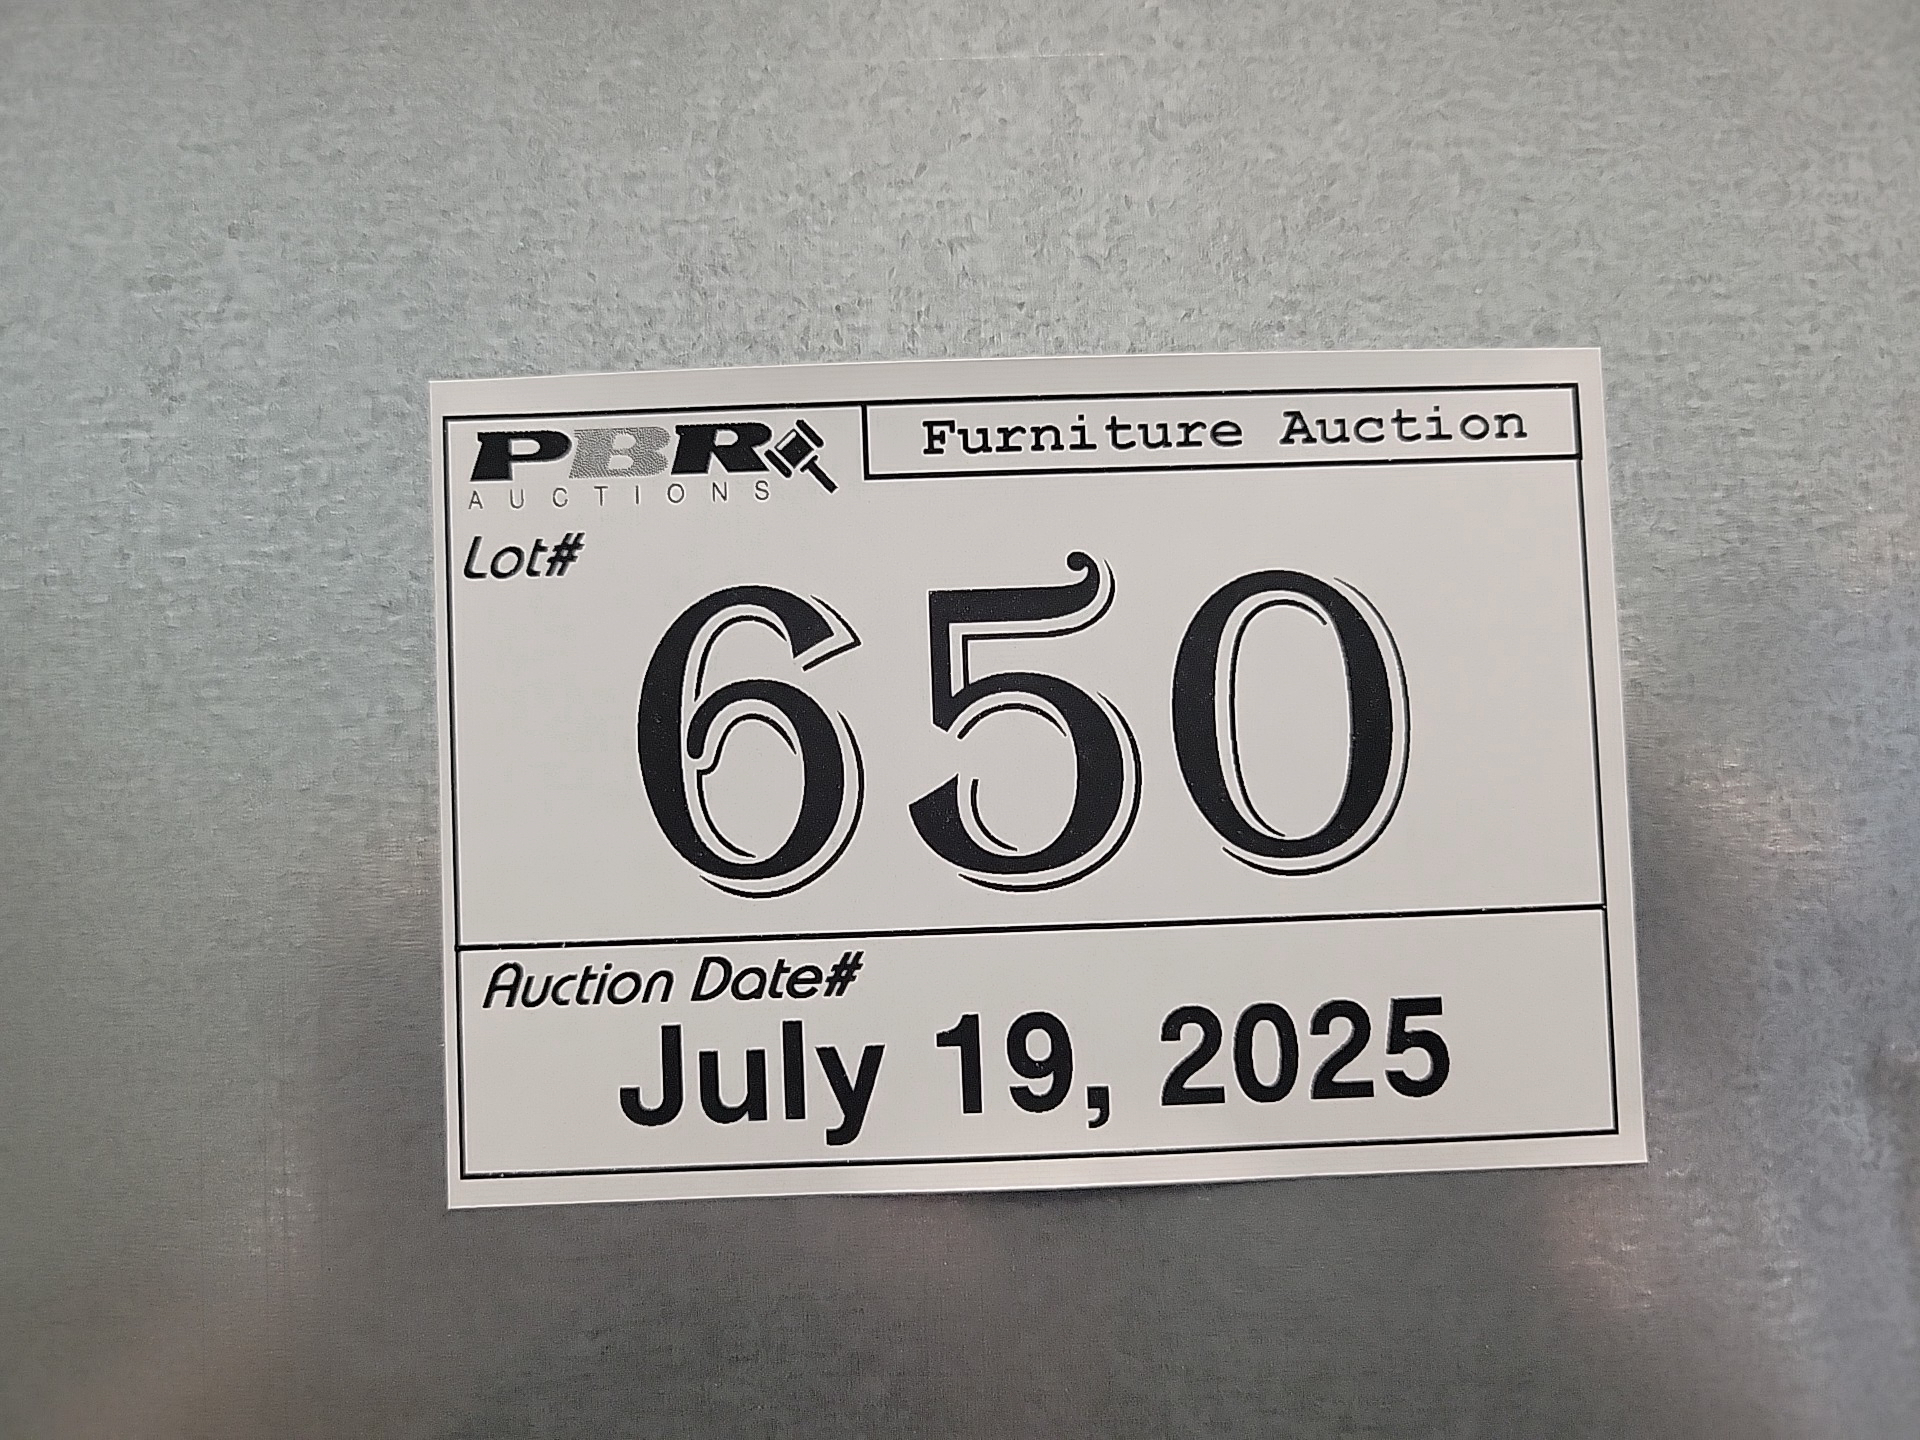 PBR
AUCTIONS
Furniture Auction
Lot#
650
Auction Date#
July 19, 2025